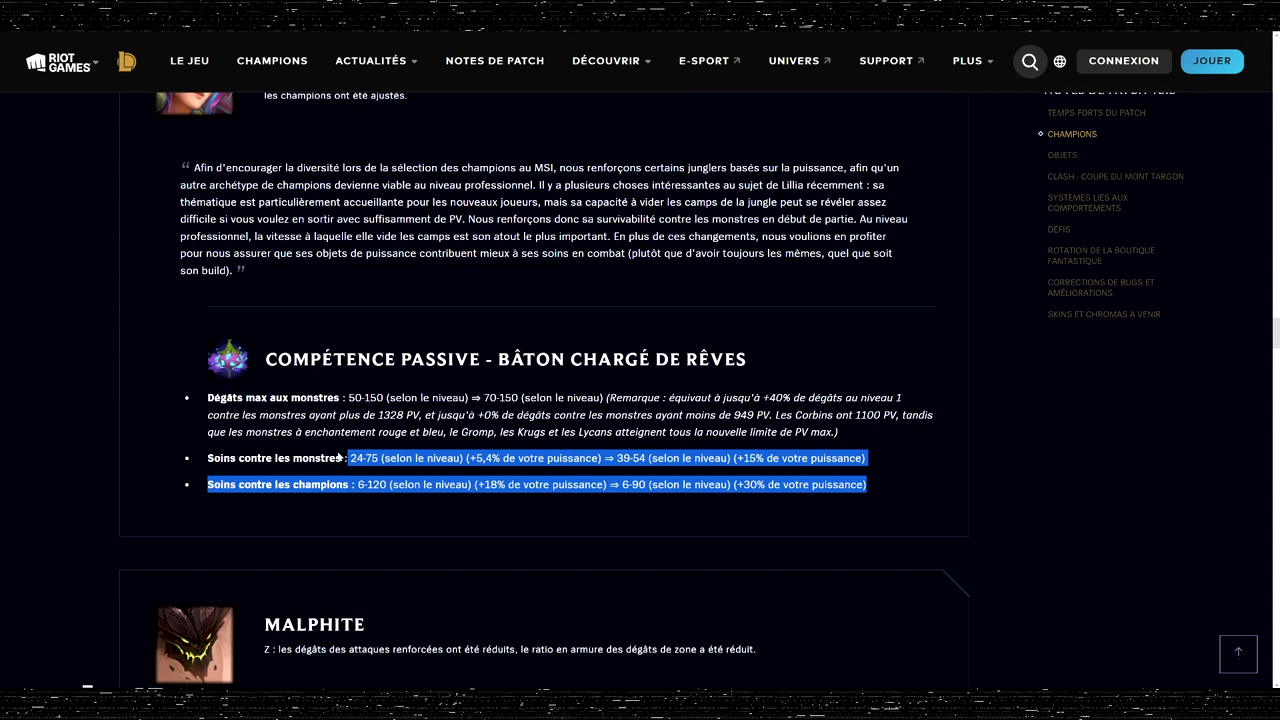 RIOT GAMES
LE JEU
CHAMPIONS
ACTUALITÉS
NOTES DE PATCH
DÉCOUVRIR
E-SPORT
UNIVERS
SUPPORT
PLUS
CONNEXION
JOUER
les champions ont été ajustés.
“ Afin d'encourager la diversité lors de la sélection des champions au MSI, nous renforçons certains junglers basés sur la puissance, afin qu'un
autre archétype de champions devienne viable au niveau professionnel. Il y a plusieurs choses intéressantes au sujet de Lillia récemment : sa
thématique est particulièrement accueillante pour les nouveaux joueurs, mais sa capacité à vider les camps de la jungle peut se révéler assez
difficile si vous voulez en sortir avec suffisamment de PV. Nous renforçons donc sa survivabilité contre les monstres en début de partie. Au niveau
professionnel, la vitesse à laquelle elle vide les camps est son atout le plus important. En plus de ces changements, nous voulions en profiter
pour nous assurer que ses objets de puissance contribuent mieux à ses soins en combat (plutôt que d'avoir toujours les mêmes, quel que soit
son build). ”
COMPÉTENCE PASSIVE - BÂTON CHARGÉ DE RÊVES
• Dégâts max aux monstres : 50-150 (selon le niveau) ⇒ 70-150 (selon le niveau) (Remarque : équivaut à jusqu'à +40% de dégâts au niveau 1
contre les monstres ayant plus de 1328 PV, et jusqu'à +0% de dégâts contre les monstres ayant moins de 949 PV. Les Corbins ont 1100 PV, tandis
que les monstres à enchantement rouge et bleu, le Gromp, les Krugs et les Lycans atteignent tous la nouvelle limite de PV max.)
• Soins contre les monstres : 24-75 (selon le niveau) (+5,4% de votre puissance) ⇒ 39-54 (selon le niveau) (+15% de votre puissance)
• Soins contre les champions : 6-120 (selon le niveau) (+18% de votre puissance) ⇒ 6-90 (selon le niveau) (+30% de votre puissance)
MALPHITE
Z : les dégâts des attaques renforcées ont été réduits, le ratio en armure des dégâts de zone a été réduit.
TEMPS FORTS DU PATCH
CHAMPIONS
OBJETS
CLASH - COUPE DU MONT TARGON
SYSTÈMES LIÉS AUX
COMPORTEMENTS
DÉFIS
ROTATION DE LA BOUTIQUE
FANTASTIQUE
CORRECTIONS DE BUGS ET
AMÉLIORATIONS
SKINS ET CHROMAS À VENIR